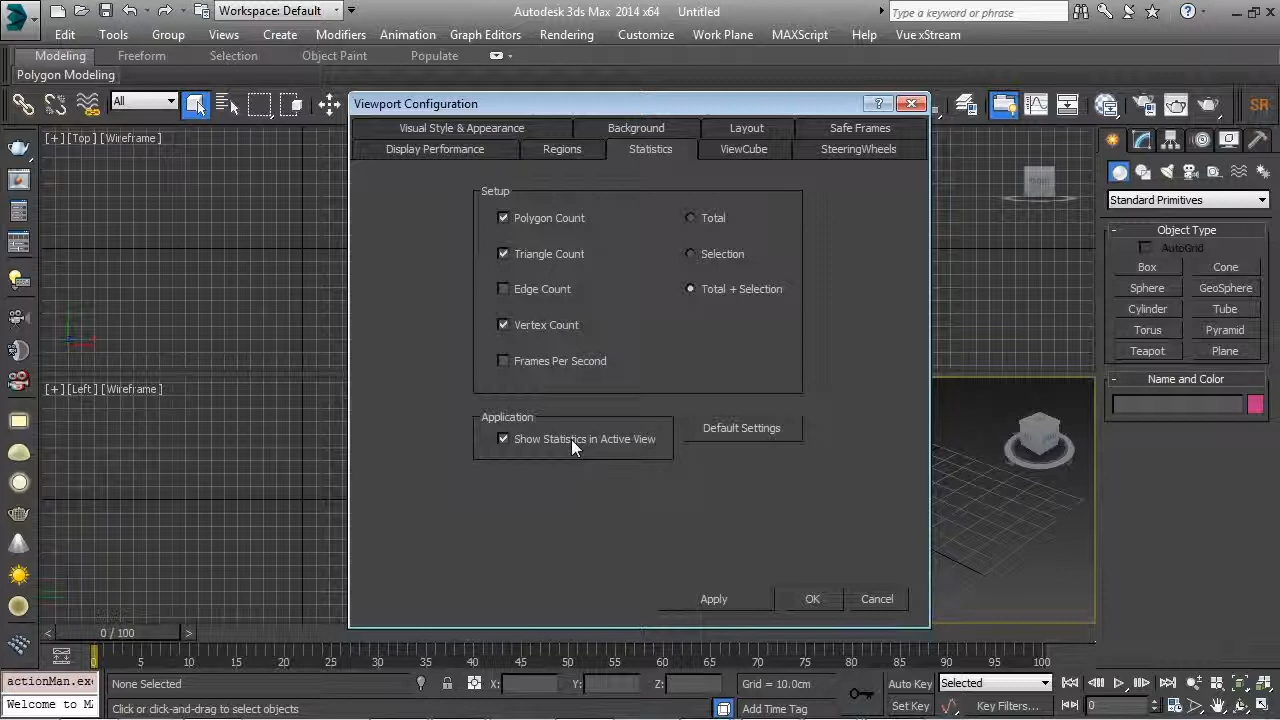 Workspace: Default
Autodesk 3ds Max 2014 x64 Untitled
Type a keyword or phrase
Edit Tools Group Views Create Modifiers Animation Graph Editors Rendering Customize Work Plane MAXScript Help Vue xStream
Modeling Freeform Selection Object Paint Populate
Polygon Modeling
All
SR
[+] [Top] [Wireframe]
[+] [Left] [Wireframe]
Viewport Configuration
Visual Style & Appearance Background Layout Safe Frames
Display Performance Regions Statistics ViewCube SteeringWheels
Setup
Polygon Count Total
Triangle Count Selection
Edge Count Total + Selection
Vertex Count
Frames Per Second
Application
Show Statistics in Active View
Default Settings
Apply OK Cancel
Standard Primitives
- Object Type
AutoGrid
Box Cone
Sphere GeoSphere
Cylinder Tube
Torus Pyramid
Teapot Plane
- Name and Color
< 0 / 100 >
0 5 10 15 20 25 30 35 40 45 50 55 60 65 70 75 80 85 90 95 100
actionMan.exe
None Selected X: Y: Z: Grid = 10.0cm Auto Key Selected
Welcome to M
Click or click-and-drag to select objects Add Time Tag Set Key Key Filters... 0